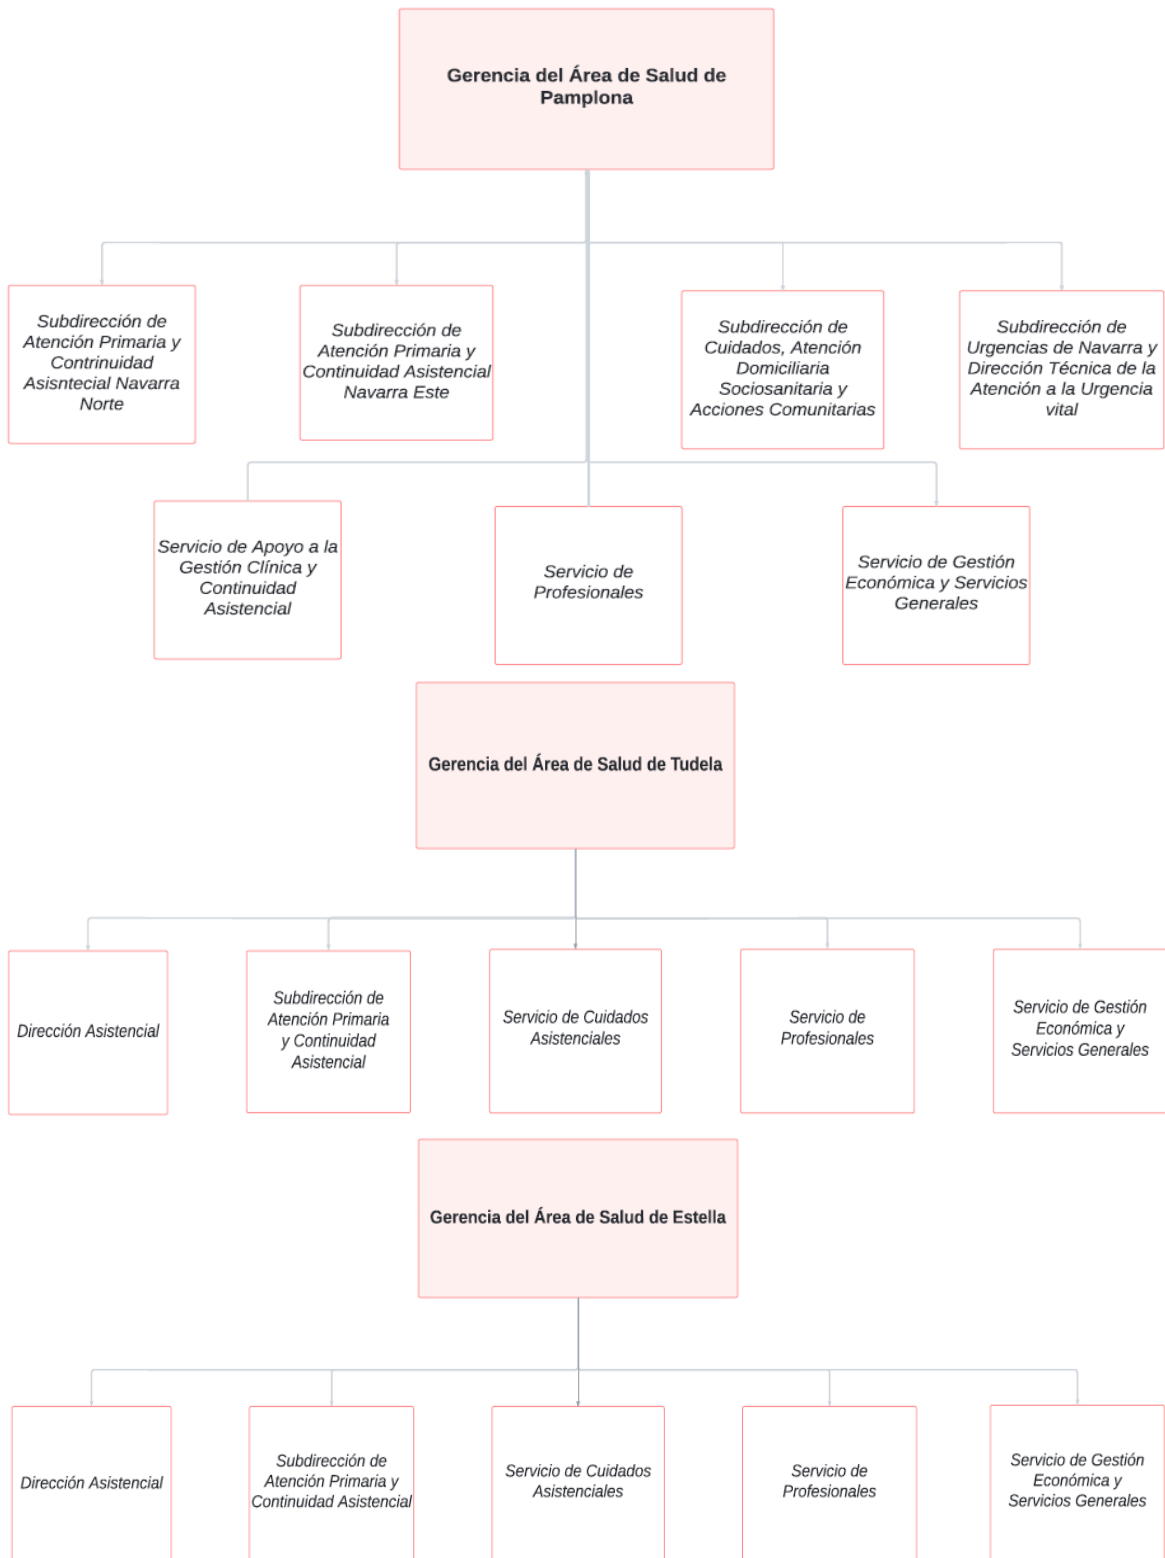 Gerencia del Área de Salud de
Pamplona
Subdirección de
Atención Primaria y
Contrinuidad
Asisntecial Navarra
Norte
Subdirección de
Atención Primaria y
Continuidad Asistencial
Navarra Este
Subdirección de
Cuidados, Atención
Domiciliaria
Sociosanitaria y
Acciones Comunitarias
Subdirección de
Urgencias de Navarra y
Dirección Técnica de la
Atención a la Urgencia
vital
Servicio de Apoyo a la
Gestión Clínica y
Continuidad
Asistencial
Servicio de
Profesionales
Servicio de Gestión
Económica y Servicios
Generales
Gerencia del Área de Salud de Tudela
Dirección Asistencial
Subdirección de
Atención Primaria
y Continuidad
Asistencial
Servicio de Cuidados
Asistenciales
Servicio de
Profesionales
Servicio de Gestión
Económica y
Servicios Generales
Gerencia del Área de Salud de Estella
Dirección Asistencial
Subdirección de
Atención Primaria y
Continuidad Asistencial
Servicio de Cuidados
Asistenciales
Servicio de
Profesionales
Servicio de Gestión
Económica y
Servicios Generales